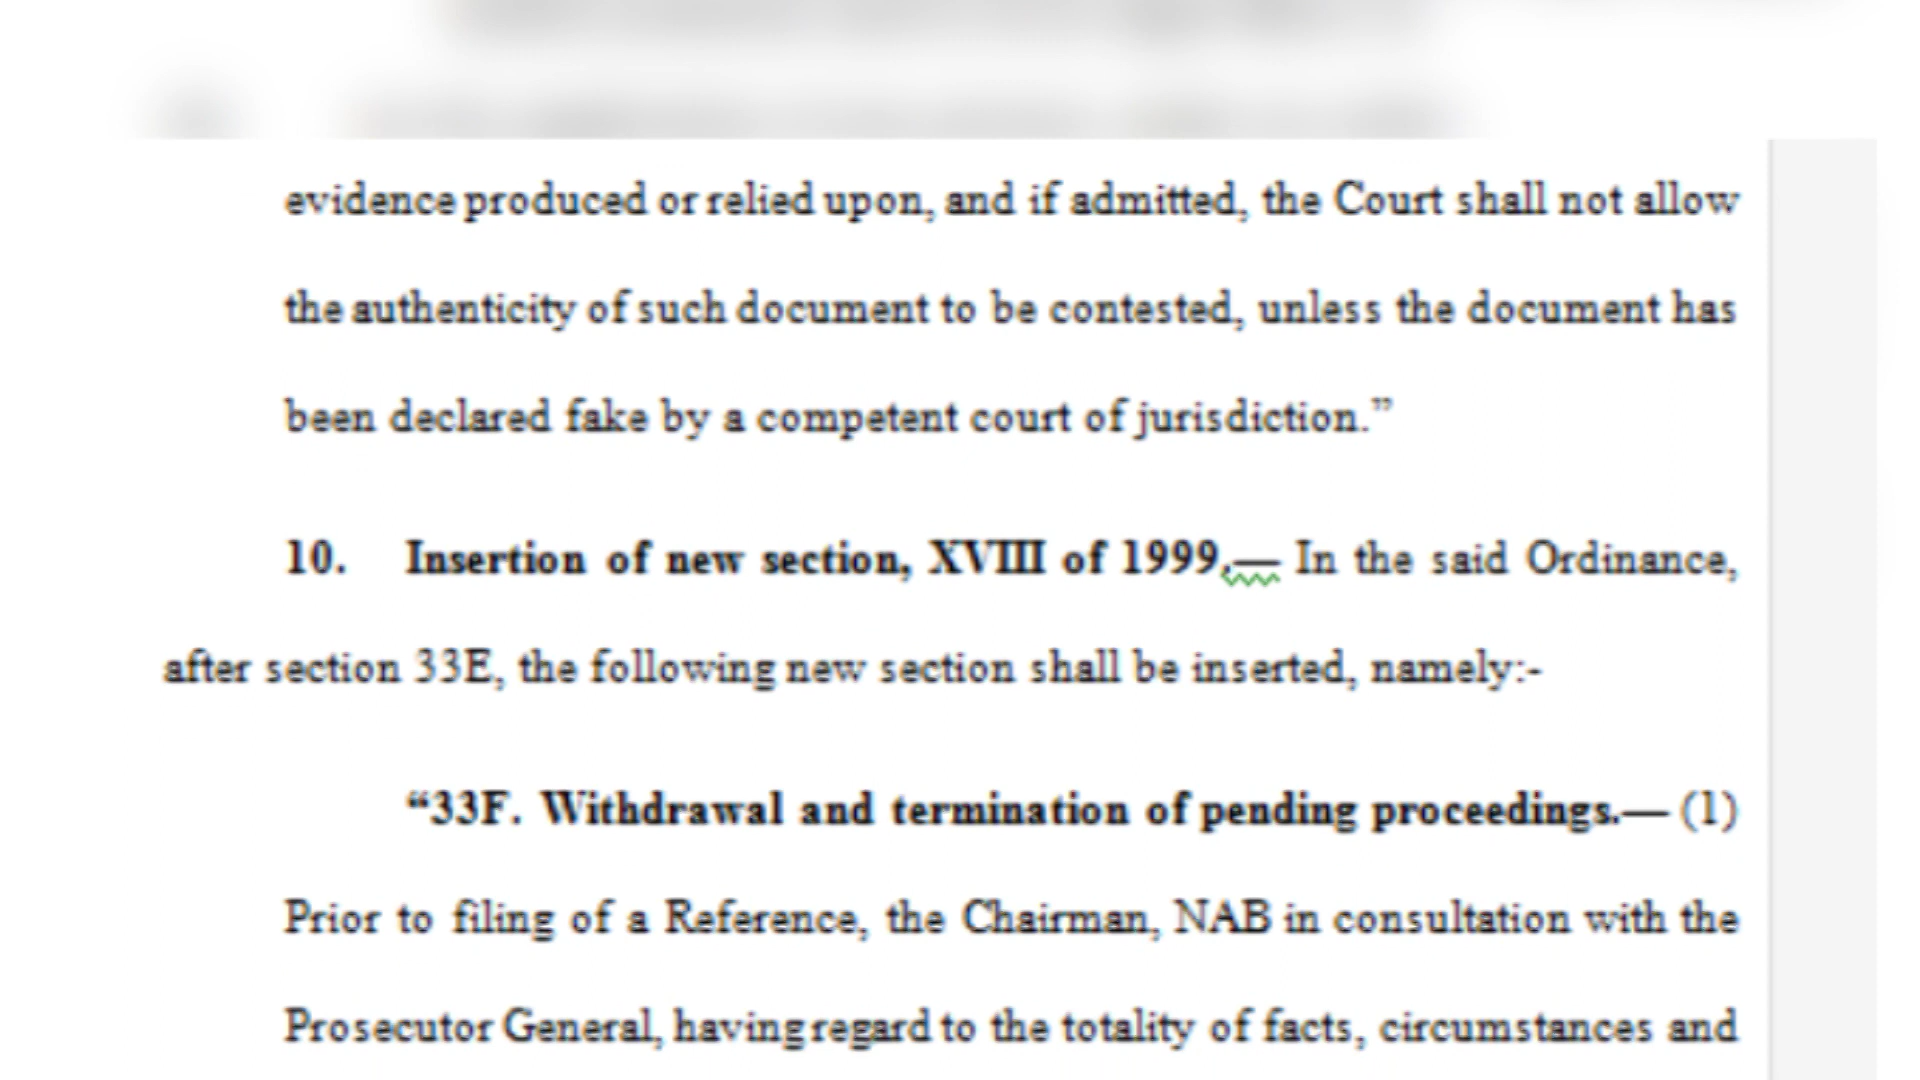 evidence produced or relied upon, and if admitted, the Court shall not allow
the authenticity of such document to be contested, unless the document has
been declared fake by a competent court of jurisdiction.”
10. Insertion of new section, XVIII of 1999.— In the said Ordinance,
after section 33E, the following new section shall be inserted, namely:-
“33F. Withdrawal and termination of pending proceedings.— (1)
Prior to filing of a Reference, the Chairman, NAB in consultation with the
Prosecutor General, having regard to the totality of facts, circumstances and